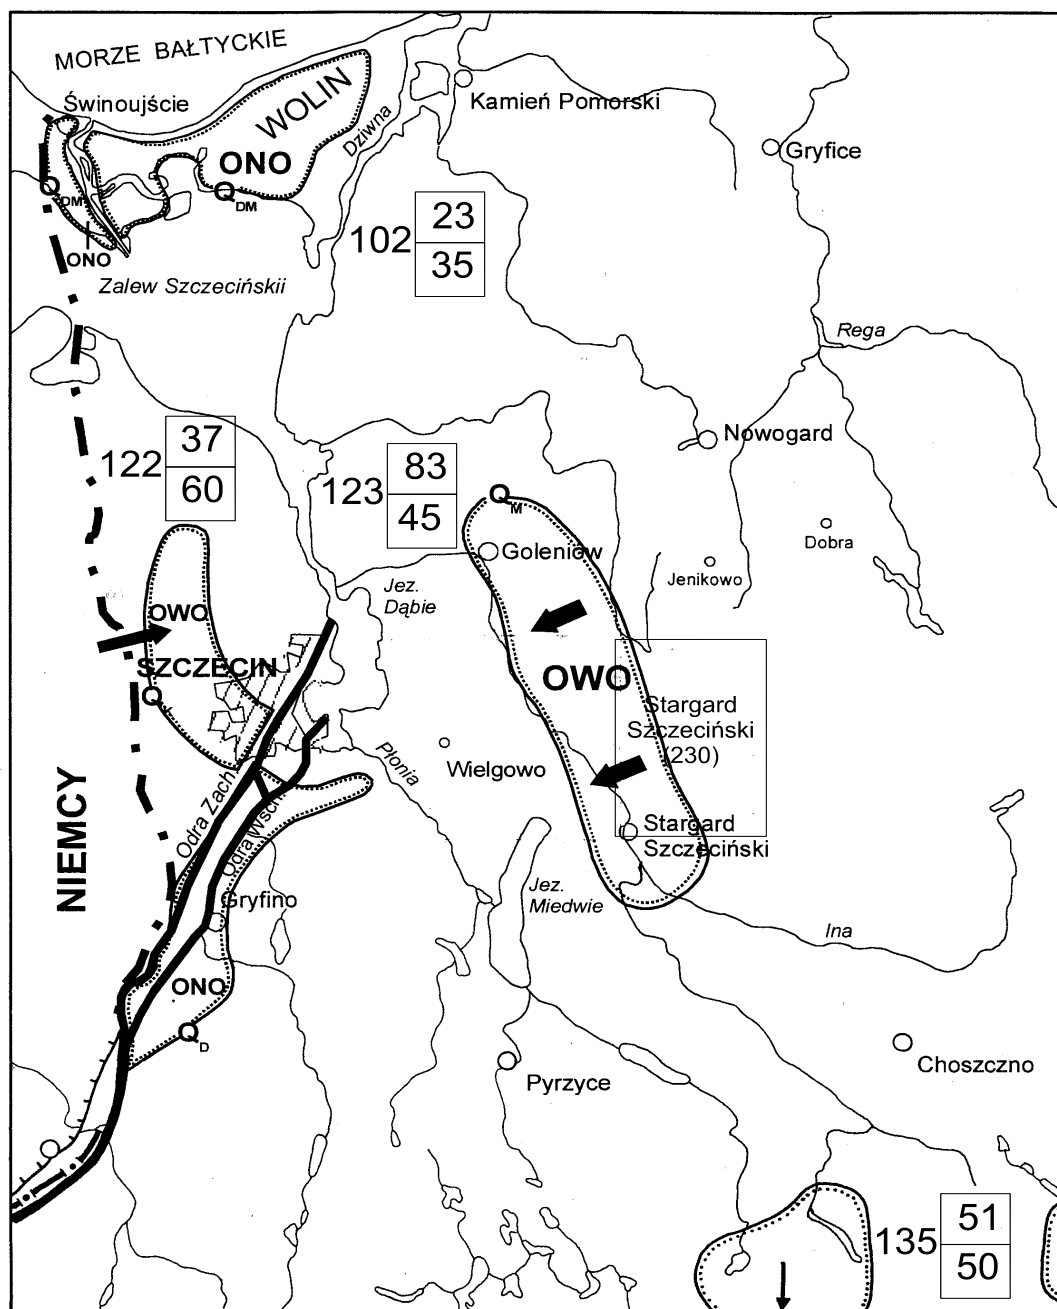 MORZE BAŁTYCKIE
Świnoujście
WOLIN
Dziwna
Kamień Pomorski
Gryfice
ONO
Q DM
Q DM
ONO
Zalew Szczecińskii
102
23
35
Rega
Nowogard
122
37
60
123
83
45
Q M
Goleniów
Dobra
Jenikowo
Jez.
Dąbie
OWO
SZCZECIN
Q
OWO
Stargard
Szczeciński
(230)
Płonia
Wielgowo
NIEMCY
Odra Zach.
Odra Wsch.
Stargard
Szczeciński
Jez.
Miedwie
Gryfino
Ina
ONO
Q D
Choszczno
Pyrzyce
135
51
50